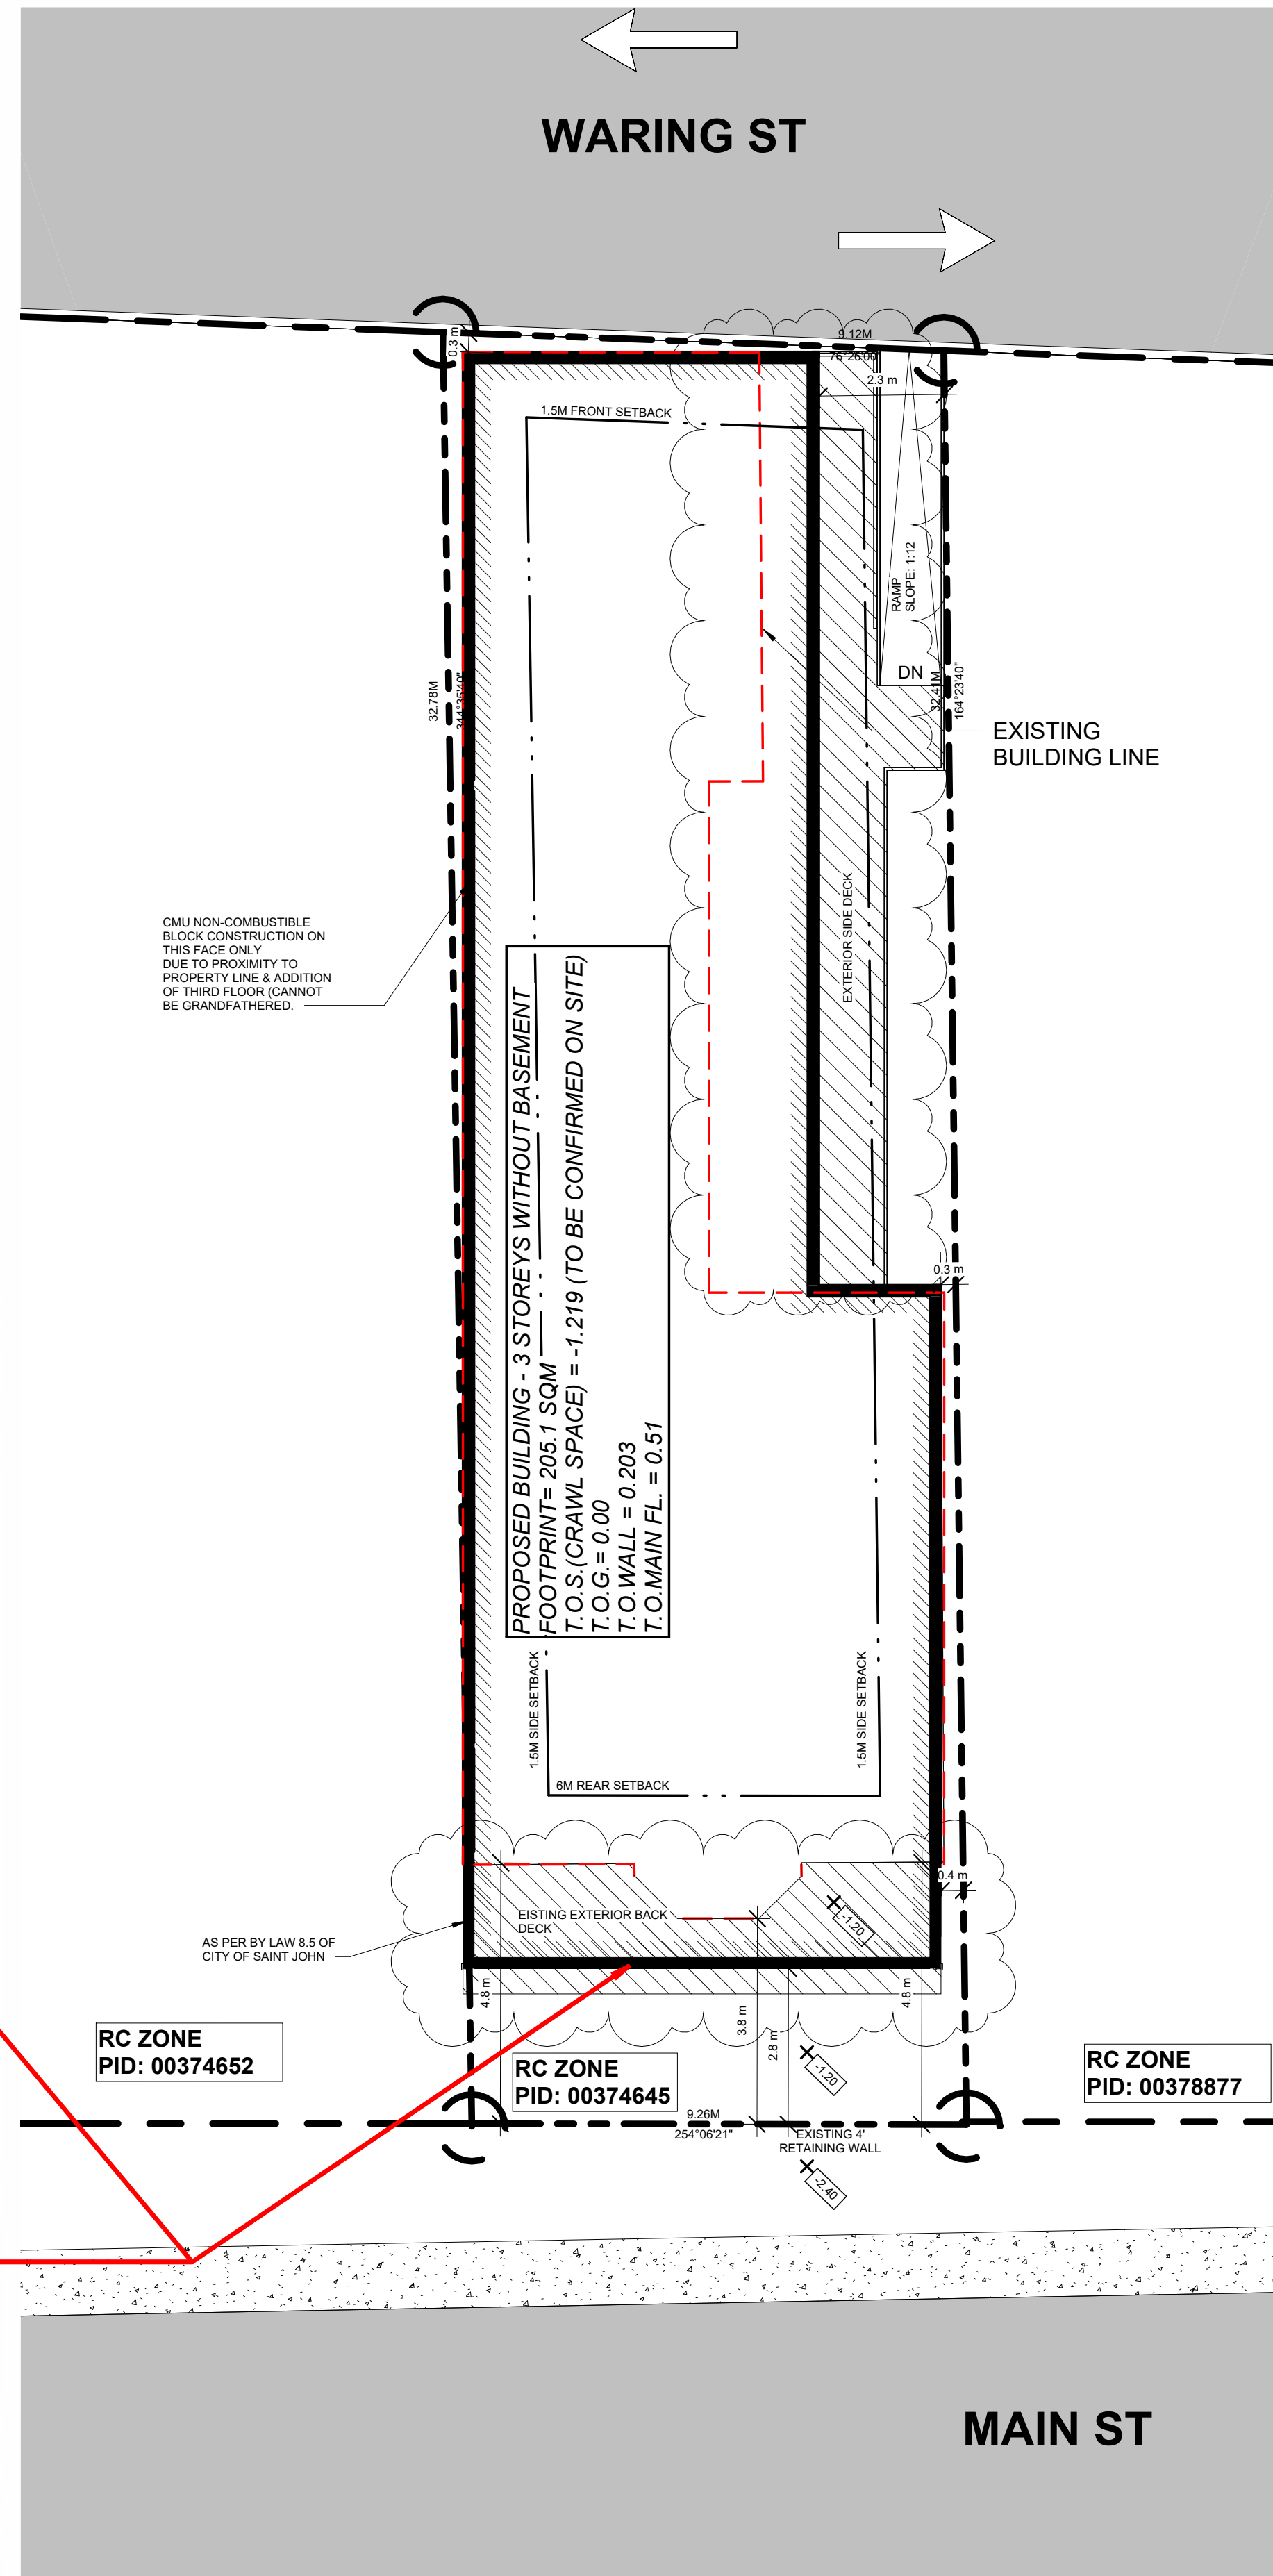 WARING ST
0.3 m
9.12M
76°26'00"
2.3 m
1.5M FRONT SETBACK
RAMP
SLOPE: 1:12
DN
32.78M
344°35'40"
32.41M
164°23'40"
EXISTING
BUILDING LINE
EXTERIOR SIDE DECK
CMU NON-COMBUSTIBLE
BLOCK CONSTRUCTION ON
THIS FACE ONLY
DUE TO PROXIMITY TO
PROPERTY LINE & ADDITION
OF THIRD FLOOR (CANNOT
BE GRANDFATHERED.
PROPOSED BUILDING - 3 STOREYS WITHOUT BASEMENT
FOOTPRINT= 205.1 SQM
T.O.S.(CRAWL SPACE) = -1.219 (TO BE CONFIRMED ON SITE)
T.O.G.= 0.00
T.O.WALL = 0.203
T.O.MAIN FL. = 0.51
0.3 m
1.5M SIDE SETBACK
1.5M SIDE SETBACK
6M REAR SETBACK
0.4 m
EISTING EXTERIOR BACK
DECK
-1.20
AS PER BY LAW 8.5 OF
CITY OF SAINT JOHN
4.8 m
3.8 m
2.8 m
4.8 m
RC ZONE
PID: 00374652
RC ZONE
PID: 00374645
-1.20
RC ZONE
PID: 00378877
9.26M
254°06'21"
EXISTING 4'
RETAINING WALL
-2.40
MAIN ST